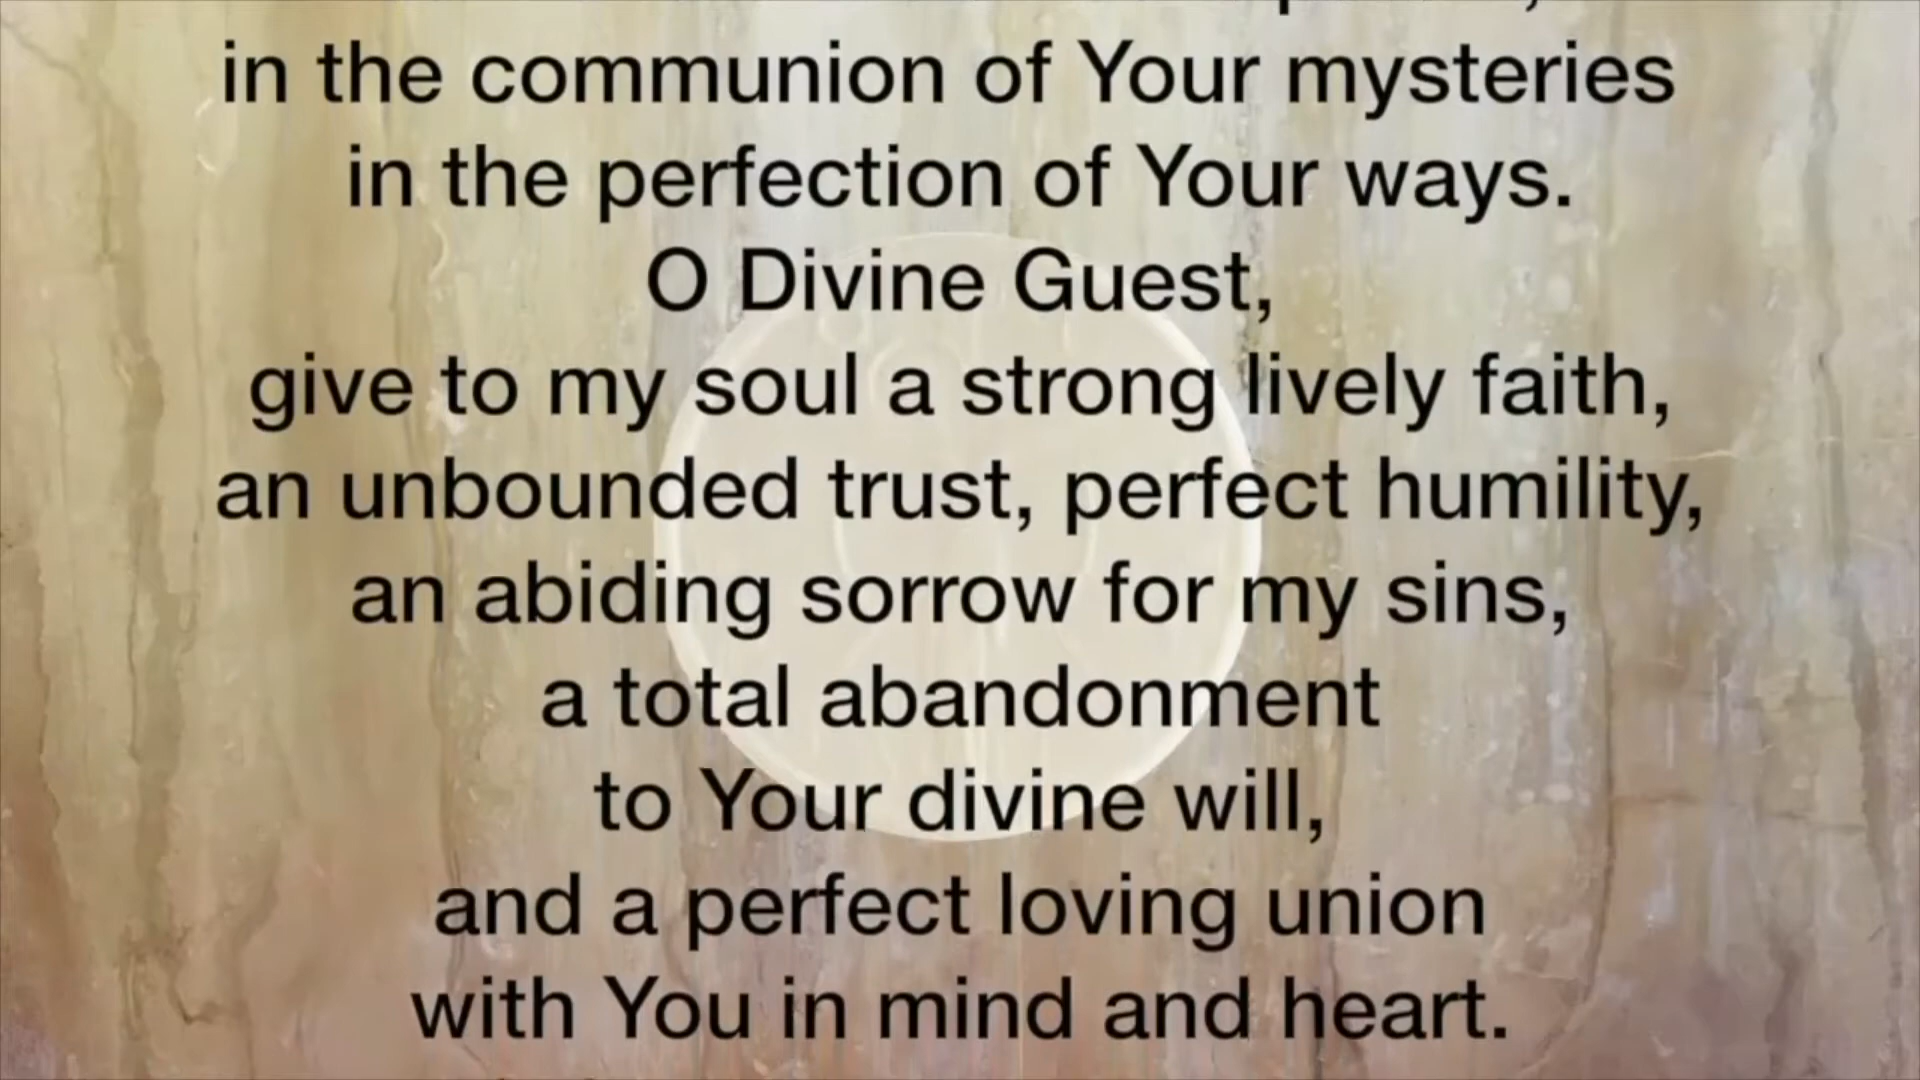 in the communion of Your mysteries
in the perfection of Your ways.
O Divine Guest,
give to my soul a strong lively faith,
an unbounded trust, perfect humility,
an abiding sorrow for my sins,
a total abandonment
to Your divine will,
and a perfect loving union
with You in mind and heart.